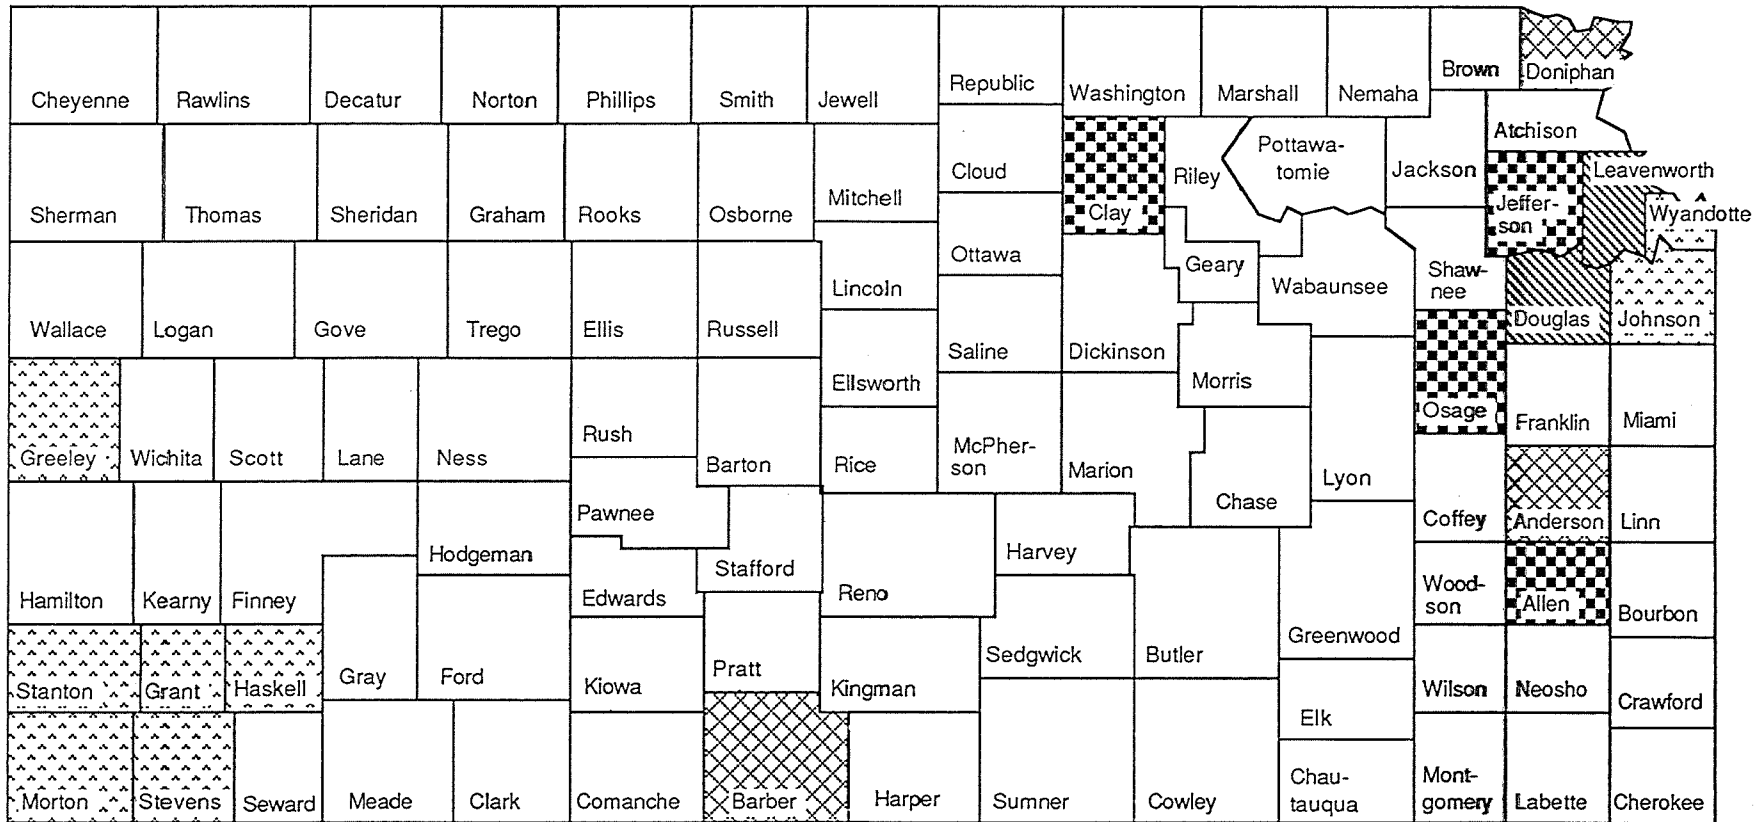 Cheyenne Rawlins Decatur Norton Phillips Smith Jewell
Republic Washington Marshall Nemaha Brown Doniphan
Sherman Thomas Sheridan Graham Rooks Osborne Mitchell
Cloud Clay Riley
Pottawa-
tomie
Jackson Atchison
Jeffer-
son
Leavenworth
Wyandotte
Wallace Logan Gove Trego Ellis Russell Lincoln
Ottawa Geary Wabaunsee
Shaw-
nee
Douglas Johnson
Saline Dickinson Morris
Ellsworth
Osage Franklin Miami
Greeley Wichita Scott Lane Ness Rush Barton Rice
McPher-
son
Marion Chase Lyon Coffey Anderson Linn
Hamilton Kearny Finney Hodgeman Pawnee Edwards Stafford Reno Harvey
Wood-
son
Allen Bourbon
Stanton Grant Haskell Gray Ford Kiowa Pratt Kingman Sedgwick Butler Greenwood
Wilson Neosho Crawford
Elk
Morton Stevens Seward Meade Clark Comanche Barber Harper Sumner Cowley
Chau-
tauqua
Mont-
gomery
Labette Cherokee